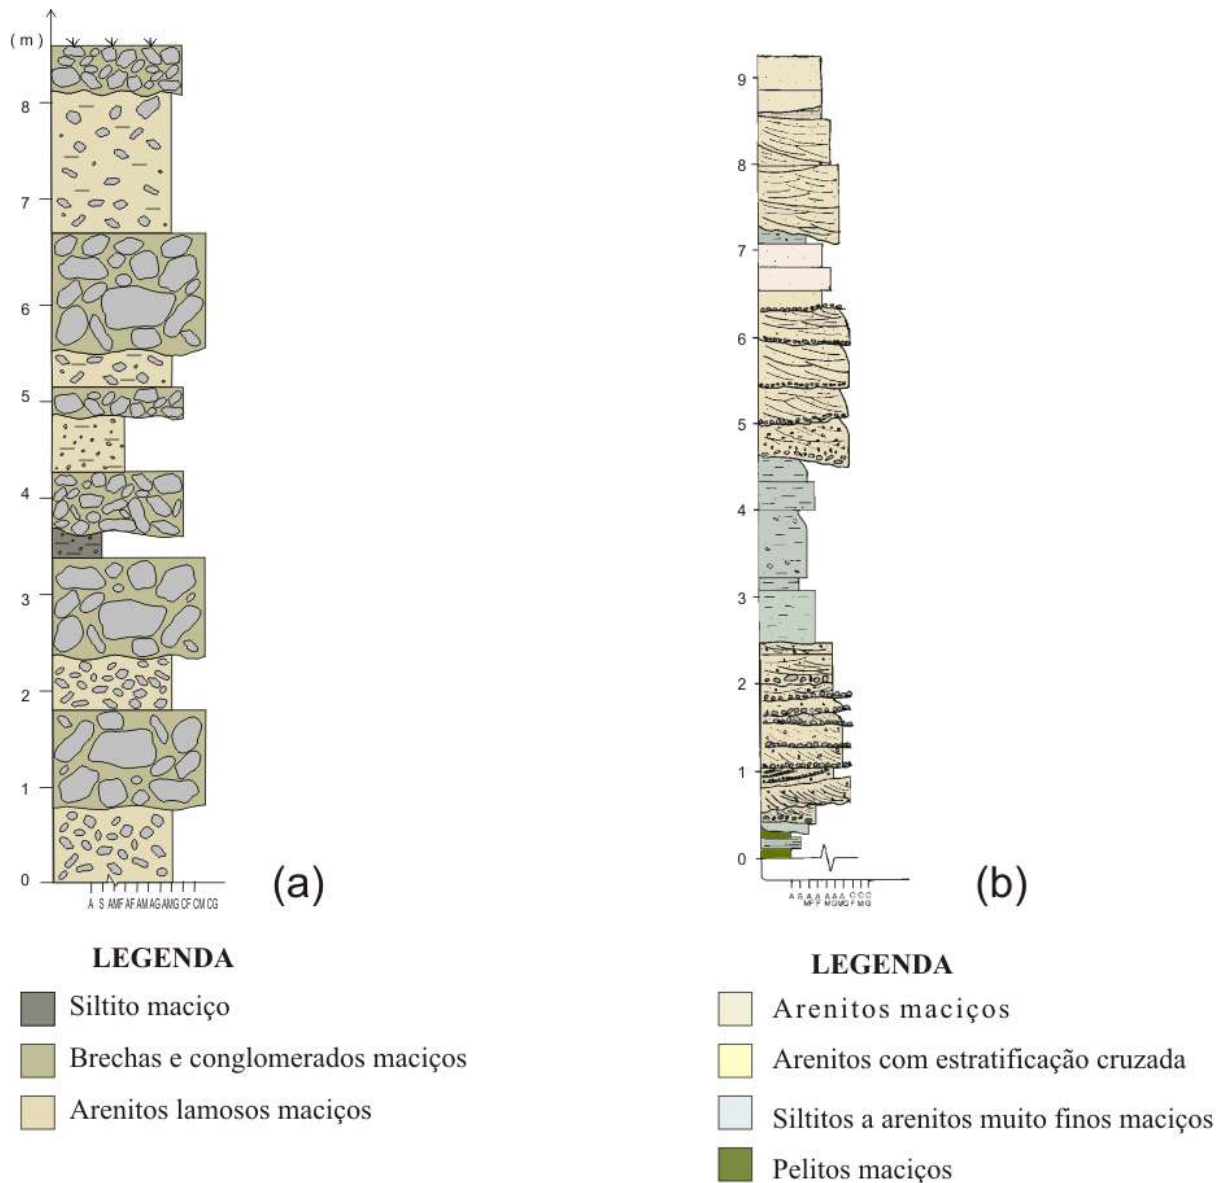 ( m )
8
7
6
5
4
3
2
1
0
A S AMF AF AM AG AMG CF CM CG
(a)
LEGENDA
Siltito maciço
Brechas e conglomerados maciços
Arenitos lamosos maciços
9
8
7
6
5
4
3
2
1
0
(b)
LEGENDA
Arenitos maciços
Arenitos com estratificação cruzada
Siltitos a arenitos muito finos maciços
Pelitos maciços